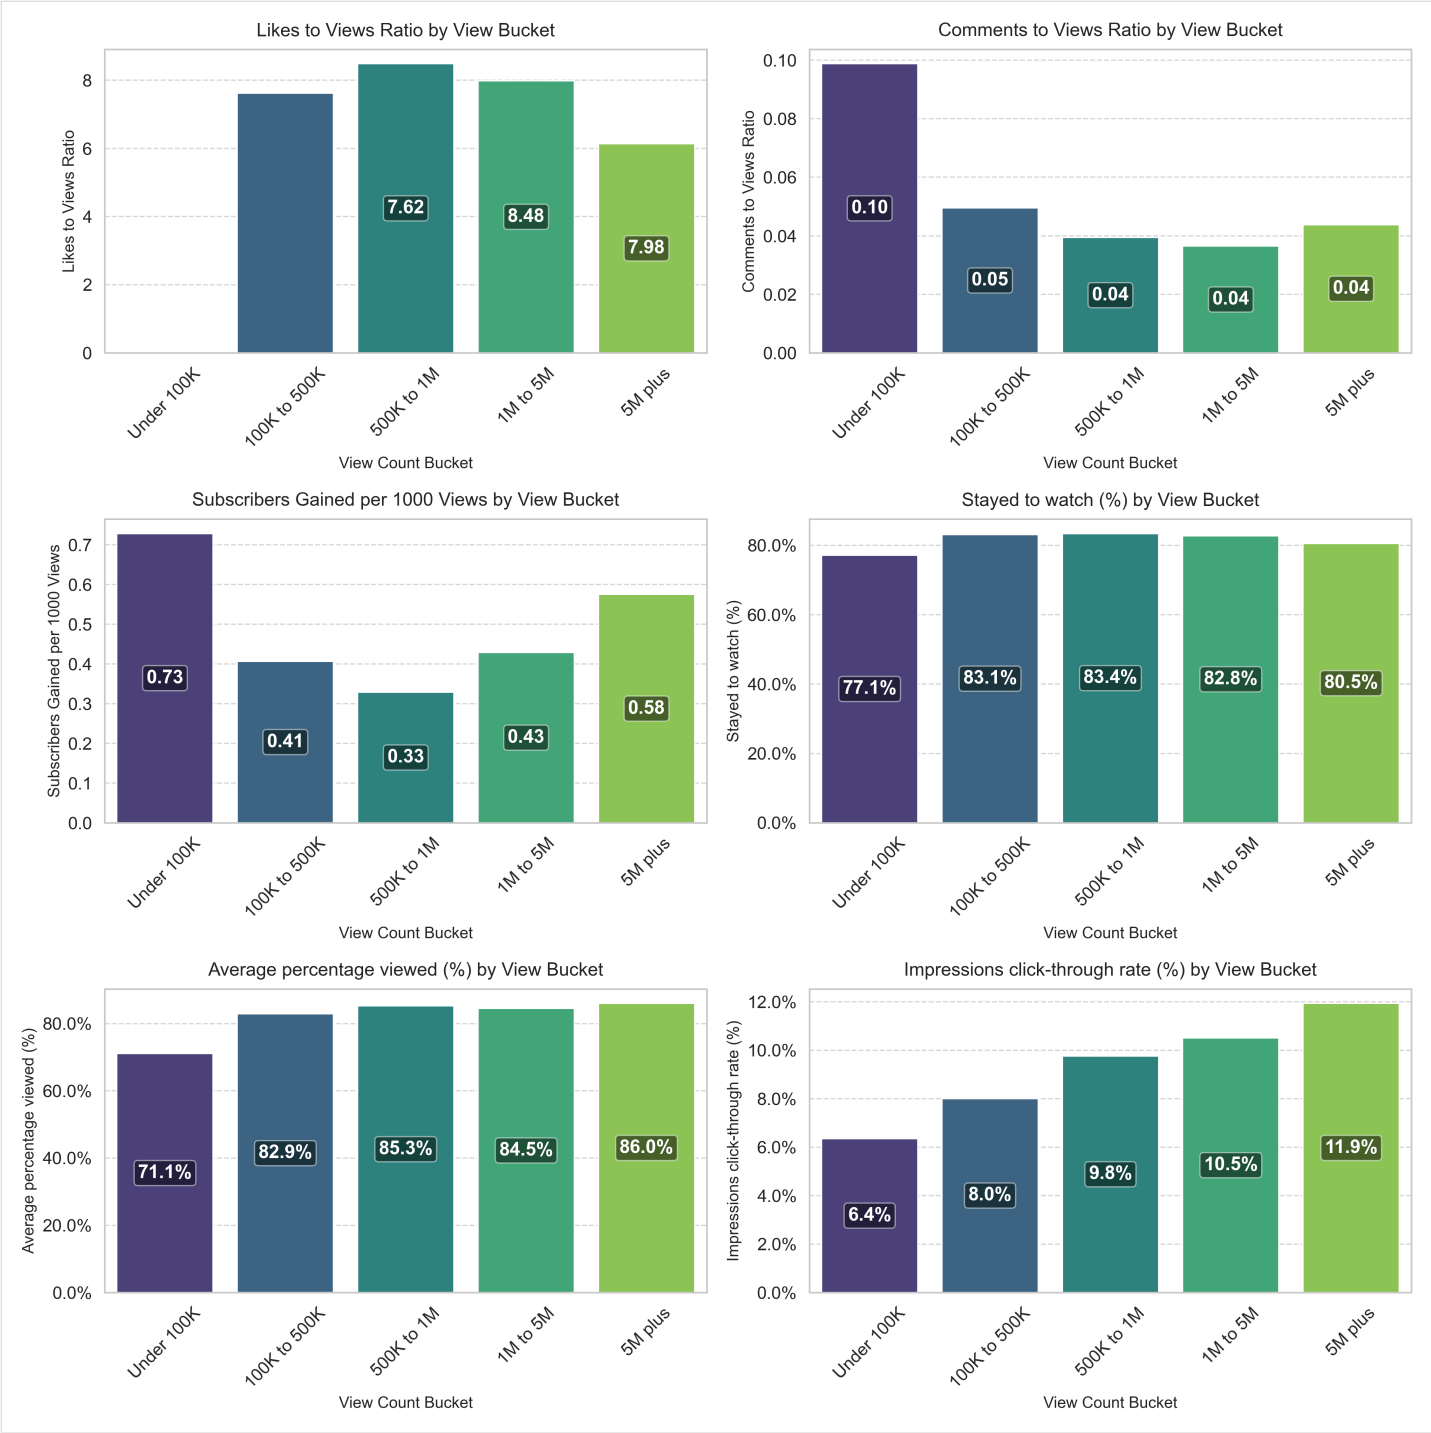 Likes to Views Ratio by View Bucket
Likes to Views Ratio
8
6
4
2
0
7.62
8.48
7.98
Under 100K
100K to 500K
500K to 1M
1M to 5M
5M plus
View Count Bucket
Comments to Views Ratio by View Bucket
Comments to Views Ratio
0.10
0.08
0.06
0.04
0.02
0.00
0.10
0.05
0.04
0.04
0.04
Under 100K
100K to 500K
500K to 1M
1M to 5M
5M plus
View Count Bucket
Subscribers Gained per 1000 Views by View Bucket
Subscribers Gained per 1000 Views
0.7
0.6
0.5
0.4
0.3
0.2
0.1
0.0
0.73
0.41
0.33
0.43
0.58
Under 100K
100K to 500K
500K to 1M
1M to 5M
5M plus
View Count Bucket
Stayed to watch (%) by View Bucket
Stayed to watch (%)
80.0%
60.0%
40.0%
20.0%
0.0%
77.1%
83.1%
83.4%
82.8%
80.5%
Under 100K
100K to 500K
500K to 1M
1M to 5M
5M plus
View Count Bucket
Average percentage viewed (%) by View Bucket
Average percentage viewed (%)
80.0%
60.0%
40.0%
20.0%
0.0%
71.1%
82.9%
85.3%
84.5%
86.0%
Under 100K
100K to 500K
500K to 1M
1M to 5M
5M plus
View Count Bucket
Impressions click-through rate (%) by View Bucket
Impressions click-through rate (%)
12.0%
10.0%
8.0%
6.0%
4.0%
2.0%
0.0%
6.4%
8.0%
9.8%
10.5%
11.9%
Under 100K
100K to 500K
500K to 1M
1M to 5M
5M plus
View Count Bucket